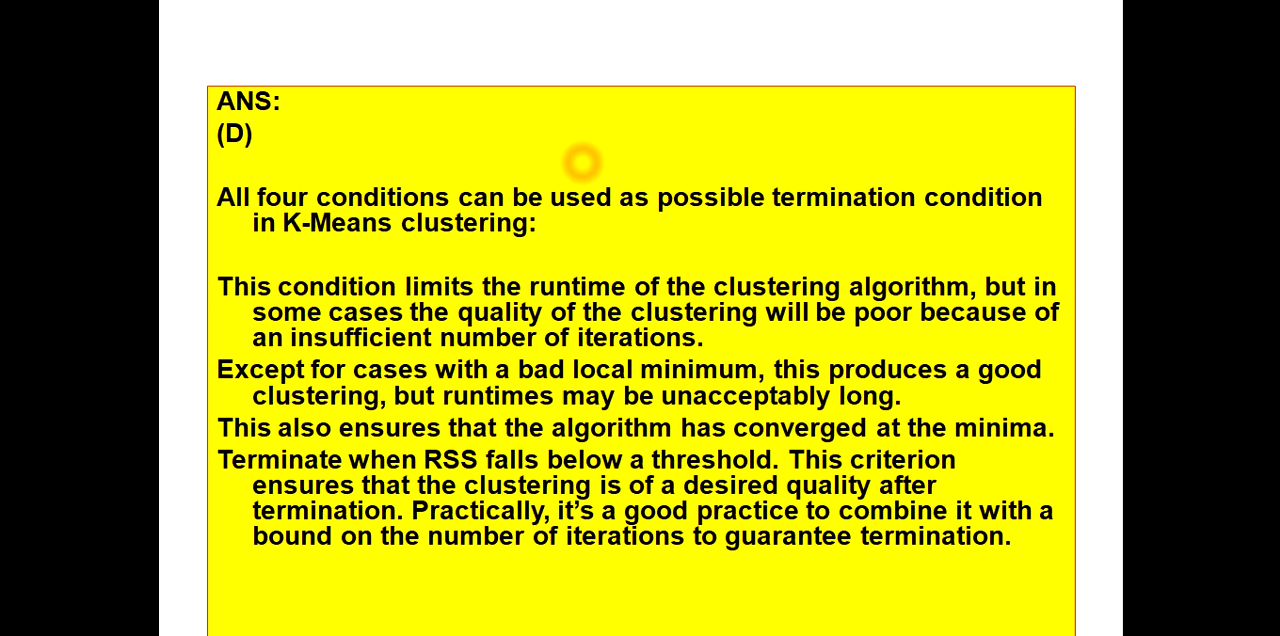 ANS:
(D)
All four conditions can be used as possible termination condition
in K-Means clustering:
This condition limits the runtime of the clustering algorithm, but in
some cases the quality of the clustering will be poor because of
an insufficient number of iterations.
Except for cases with a bad local minimum, this produces a good
clustering, but runtimes may be unacceptably long.
This also ensures that the algorithm has converged at the minima.
Terminate when RSS falls below a threshold. This criterion
ensures that the clustering is of a desired quality after
termination. Practically, it’s a good practice to combine it with a
bound on the number of iterations to guarantee termination.